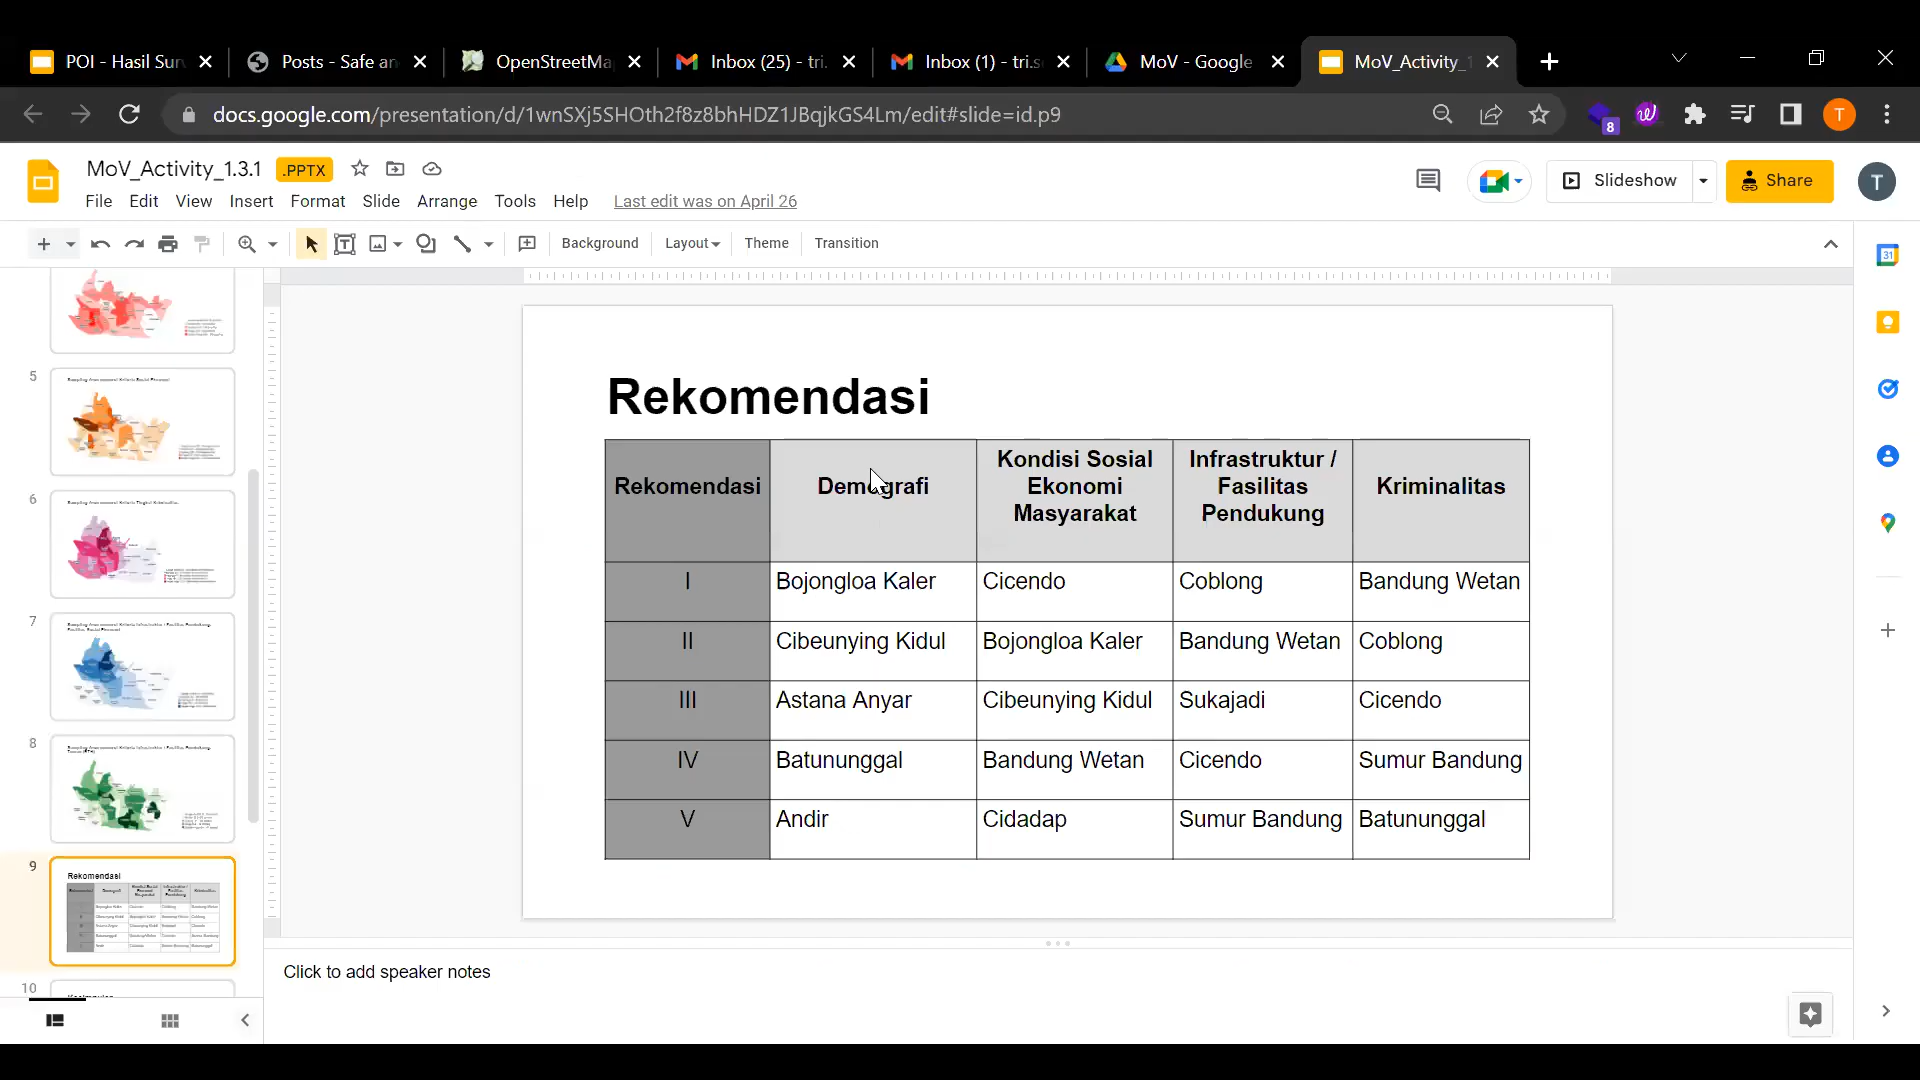 POI - Hasil Sur
Posts - Safe an
OpenStreetMa
Inbox (25) - tri.
Inbox (1) - tri.s
MoV - Google
MoV_Activity_1
docs.google.com/presentation/d/1wnSXj5SHOth2f8z8bhHDZ1JBqjkGS4Lm/edit#slide=id.p9
8
T
MoV_Activity_1.3.1 .PPTX
Slideshow
Share
T
File Edit View Insert Format Slide Arrange Tools Help Last edit was on April 26
Background Layout Theme Transition
31
Rekomendasi
Rekomendasi
Demografi
Kondisi Sosial
Ekonomi
Masyarakat
Infrastruktur /
Fasilitas
Pendukung
Kriminalitas
I Bojongloa Kaler Cicendo Coblong Bandung Wetan
II Cibeunying Kidul Bojongloa Kaler Bandung Wetan Coblong
III Astana Anyar Cibeunying Kidul Sukajadi Cicendo
IV Batununggal Bandung Wetan Cicendo Sumur Bandung
V Andir Cidadap Sumur Bandung Batununggal
5
6
7
8
9
Rekomendasi
10
Click to add speaker notes